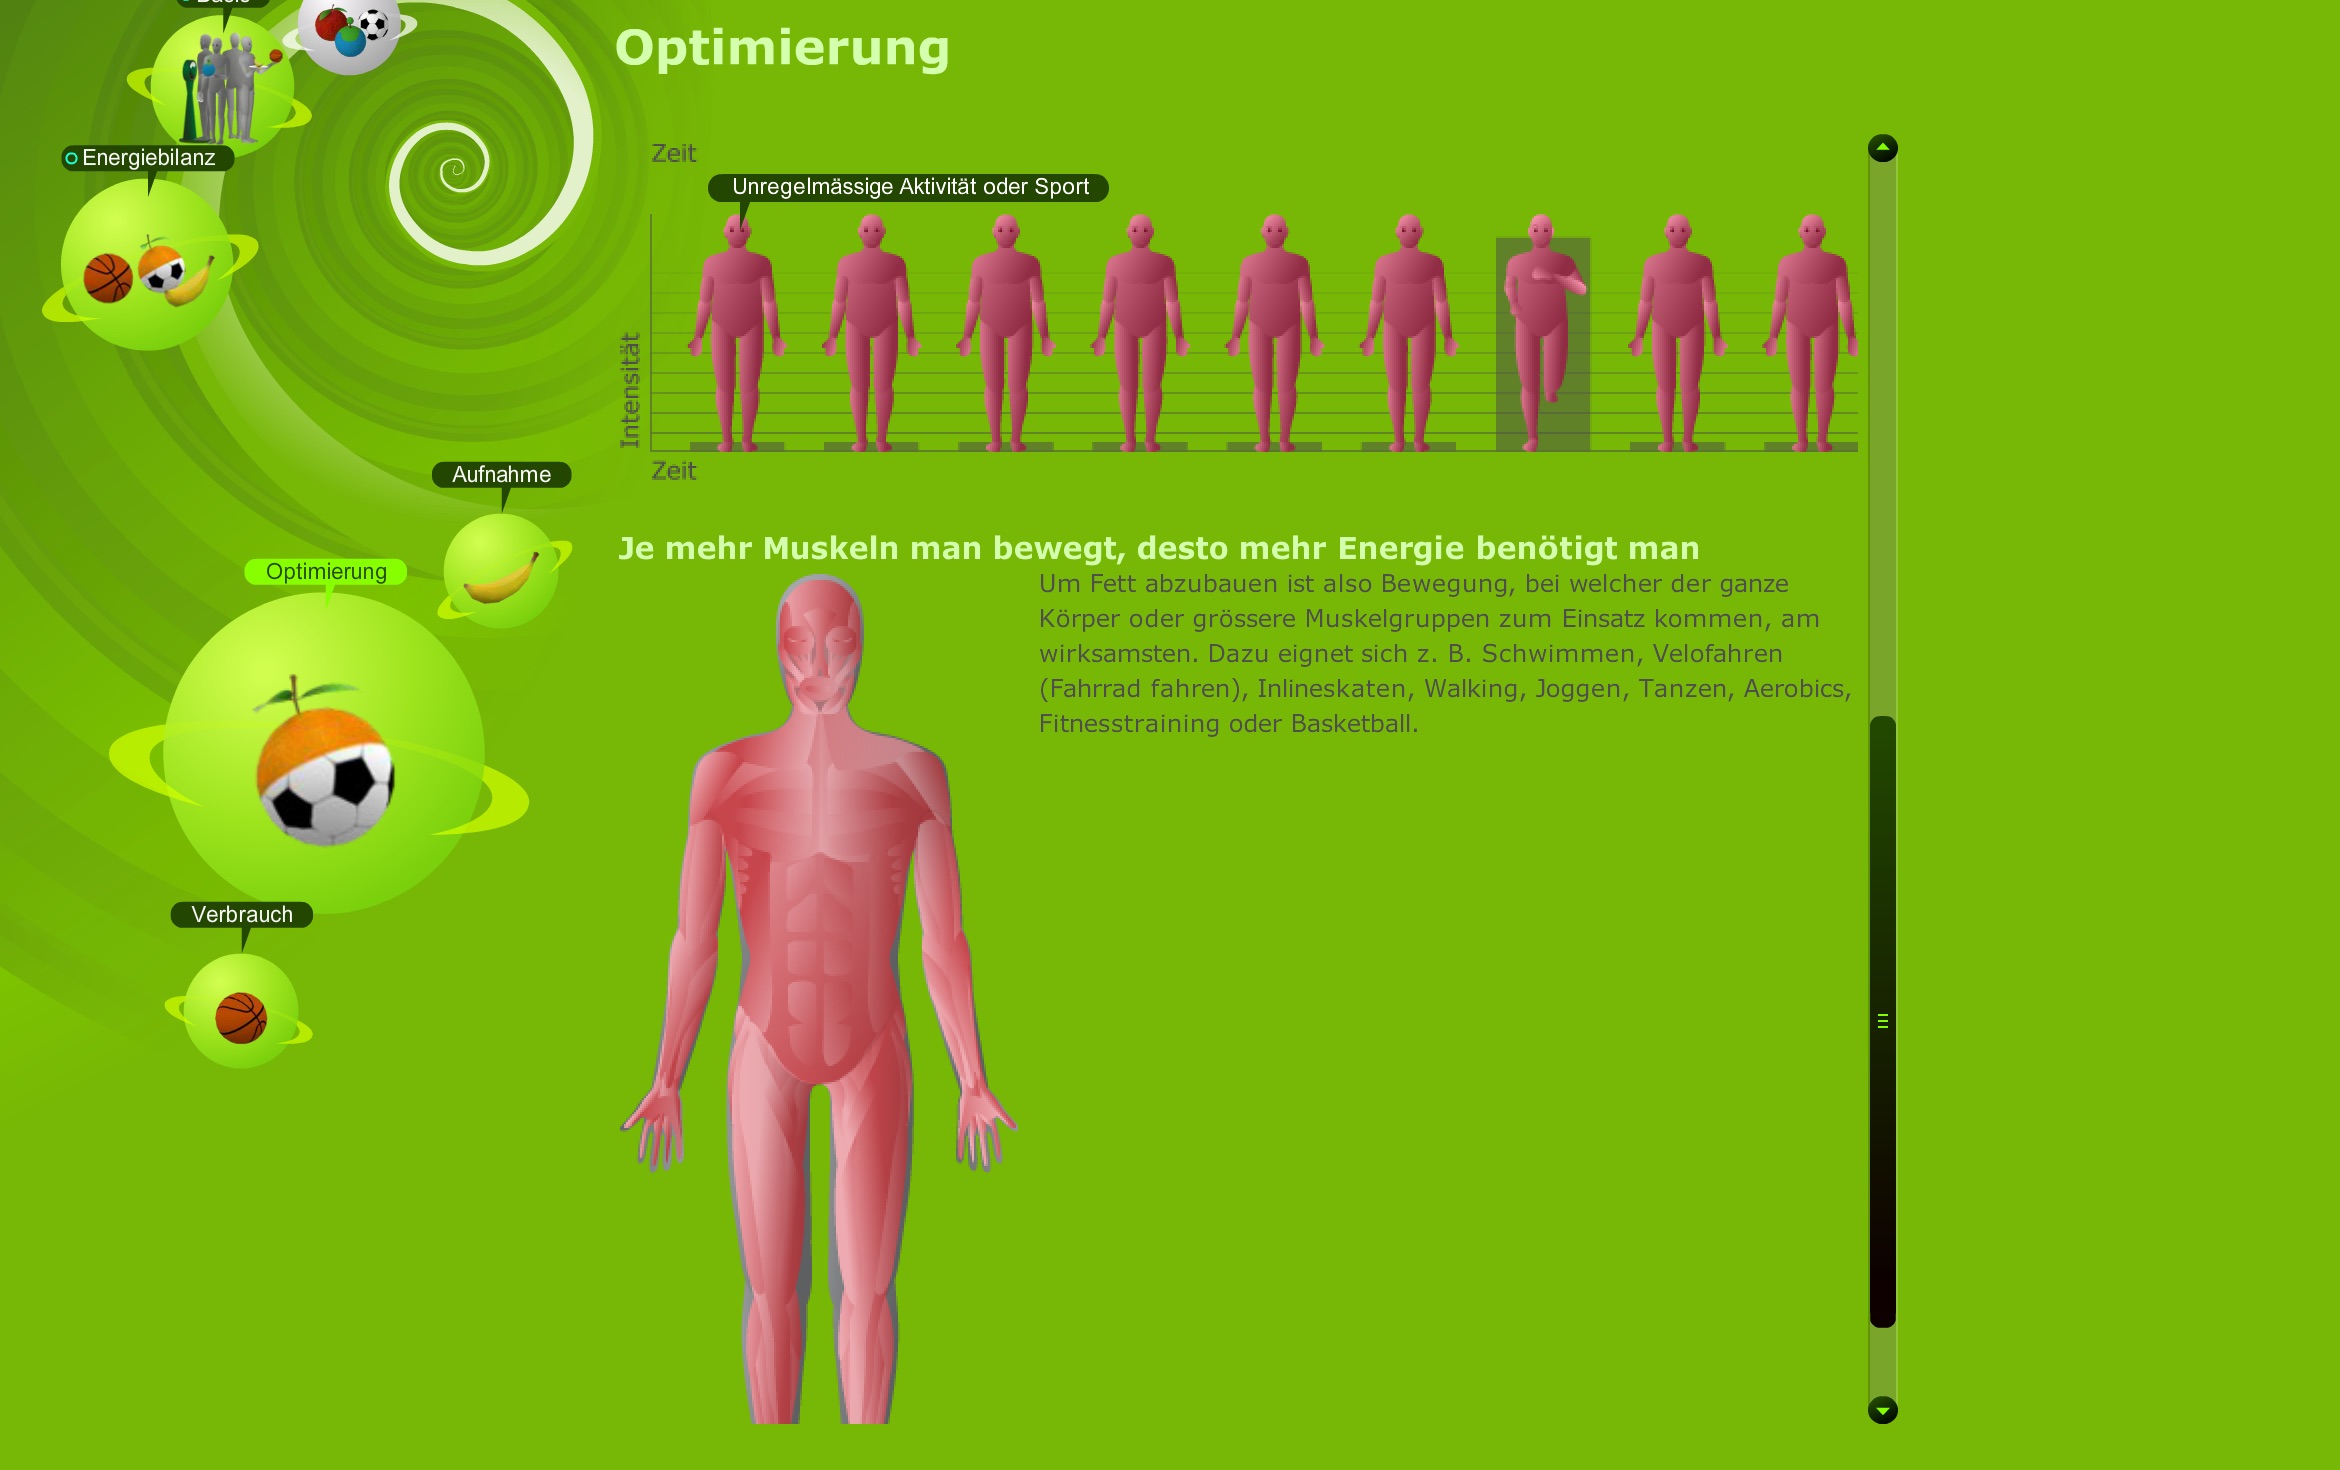 Basis
Optimierung
Energiebilanz
Zeit
Unregelmässige Aktivität oder Sport
Intensität
Zeit
Aufnahme
Optimierung
Je mehr Muskeln man bewegt, desto mehr Energie benötigt man
Um Fett abzubauen ist also Bewegung, bei welcher der ganze
Körper oder grössere Muskelgruppen zum Einsatz kommen, am
wirksamsten. Dazu eignet sich z. B. Schwimmen, Velofahren
(Fahrrad fahren), Inlineskaten, Walking, Joggen, Tanzen, Aerobics,
Fitnesstraining oder Basketball.
Verbrauch